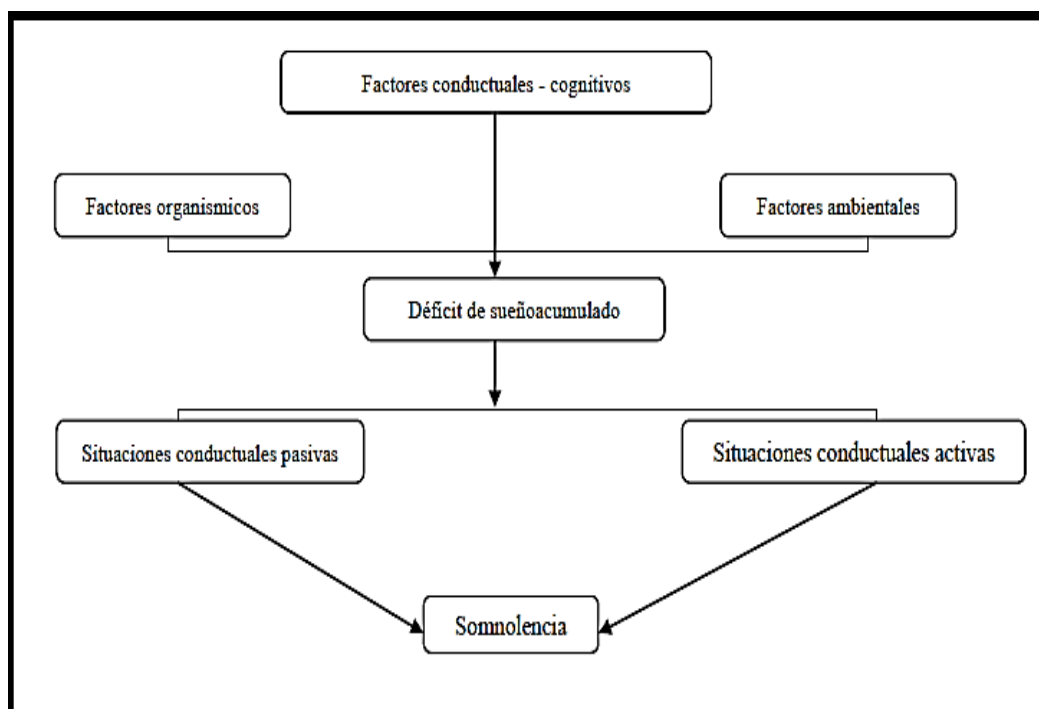 Factores conductuales - cognitivos
Factores organismicos
Factores ambientales
Déficit de sueñoacumulado
Situaciones conductuales pasivas
Situaciones conductuales activas
Somnolencia